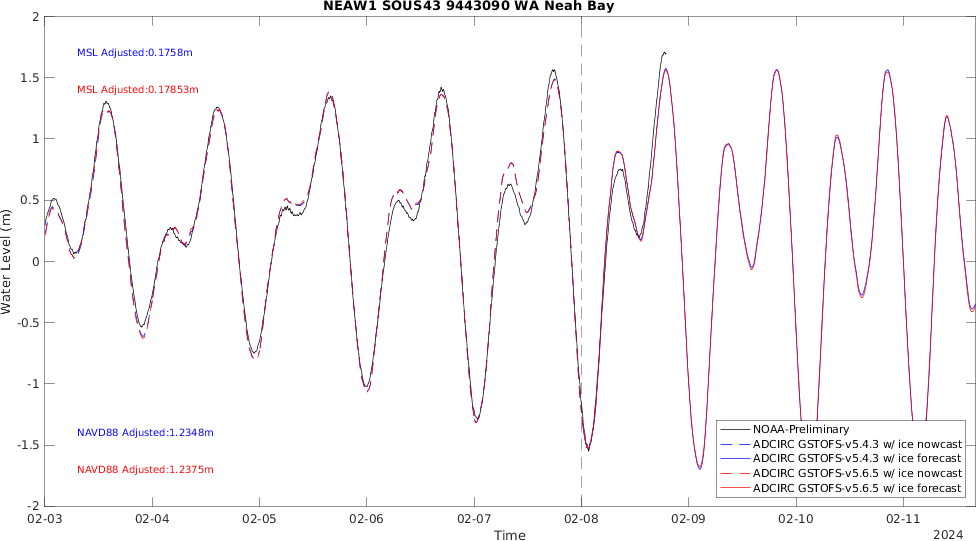 NEAW1 SOUS43 9443090 WA Neah Bay
MSL Adjusted:0.1758m
MSL Adjusted:0.17853m
NAVD88 Adjusted:1.2348m
NAVD88 Adjusted:1.2375m
Water Level (m)
2
1.5
1
0.5
0
-0.5
-1
-1.5
-2
NOAA-Preliminary
ADCIRC GSTOFS-v5.4.3 w/ ice nowcast
ADCIRC GSTOFS-v5.4.3 w/ ice forecast
ADCIRC GSTOFS-v5.6.5 w/ ice nowcast
ADCIRC GSTOFS-v5.6.5 w/ ice forecast
02-03 02-04 02-05 02-06 02-07 02-08 02-09 02-10 02-11
Time
2024